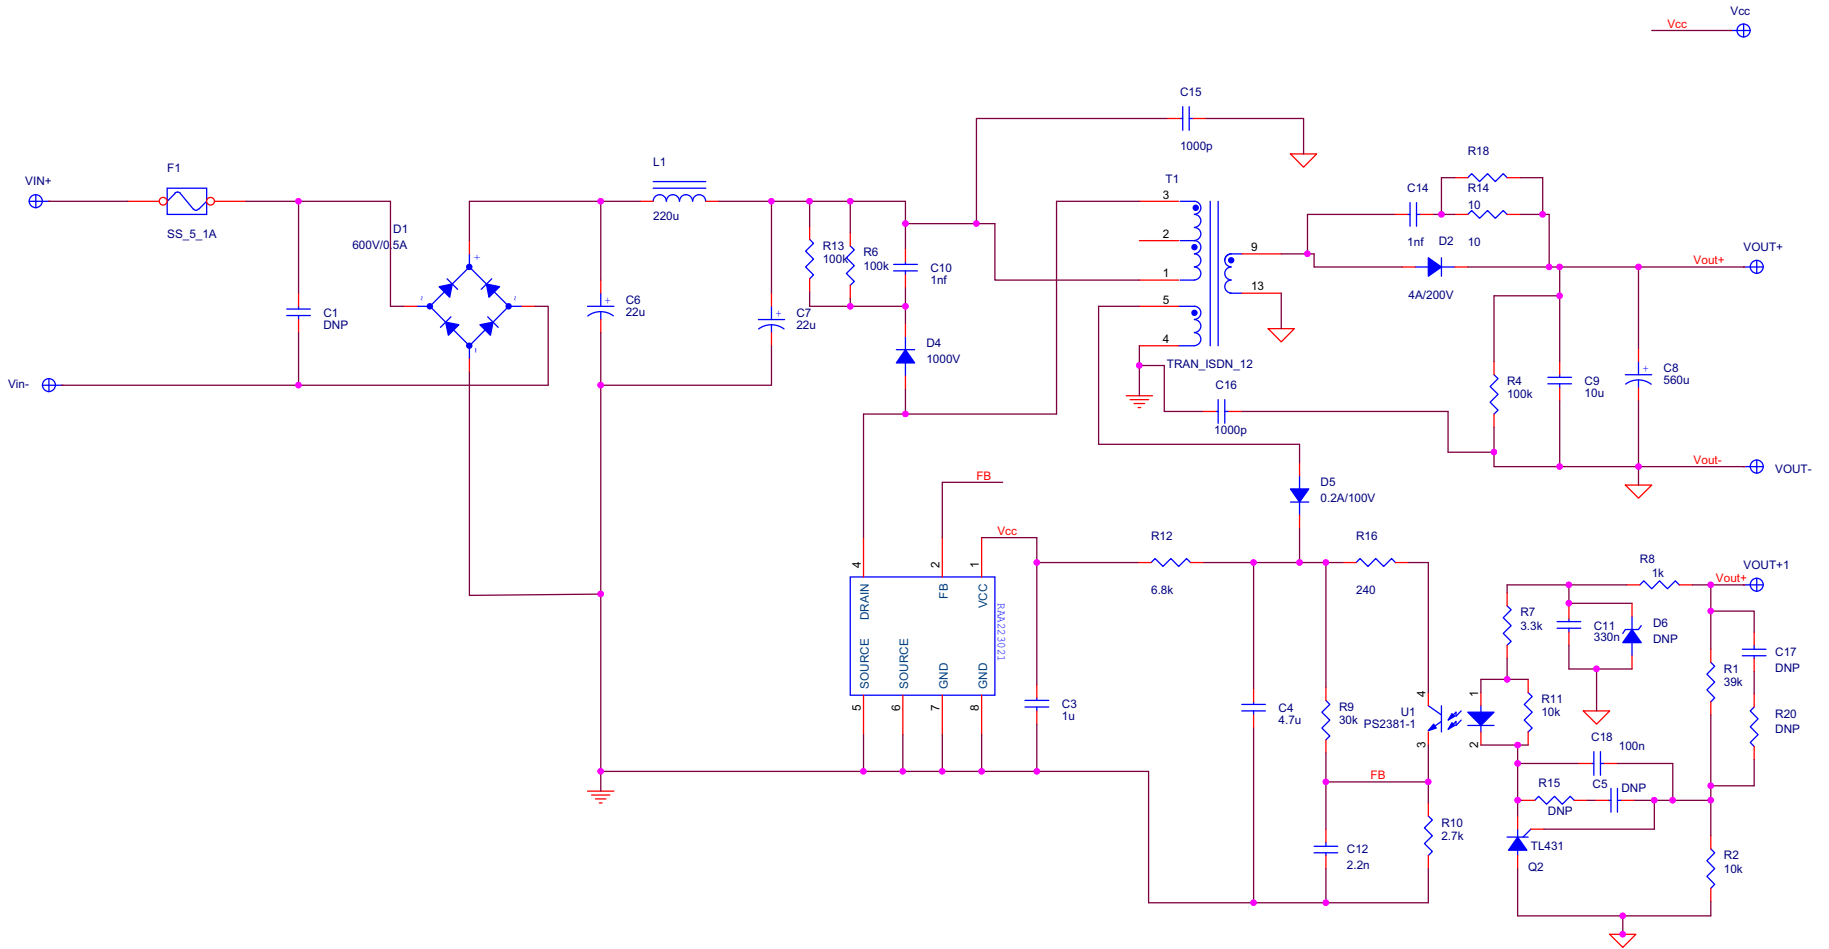 Vcc
Vcc
C15
1000p
F1
L1
R18
VIN+
T1
C14
R14
10
3
SS_5_1A
220u
D1
600V/0.5A
2
9
1nf
D2
10
VOUT+
Vout+
R13
100k
R6
100k
C10
1nf
1
13
4A/200V
+
~
~
-
C1
DNP
+
C6
22u
+
C7
22u
5
D4
1000V
4
TRAN_ISDN_12
C16
1000p
R4
100k
C9
10u
+
C8
560u
Vin-
Vout-
VOUT-
FB
D5
0.2A/100V
Vcc
R12
6.8k
R16
240
4
2
1
DRAIN
FB
VCC
RAA223021
SOURCE
SOURCE
GND
GND
5
6
7
8
R8
1k
VOUT+1
Vout+
R7
3.3k
C11
330n
D6
DNP
C17
DNP
R1
39k
C3
1u
C4
4.7u
R9
30k
U1
PS2381-1
4
3
1
2
R11
10k
R20
DNP
C18
100n
FB
R15
DNP
C5
DNP
R10
2.7k
C12
2.2n
TL431
Q2
R2
10k